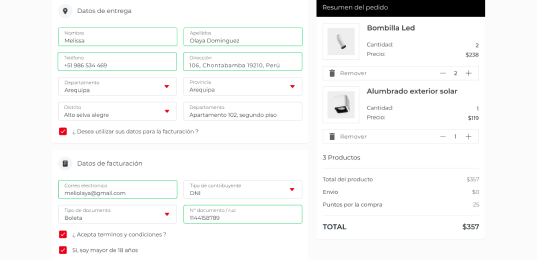 Datos de entrega
Nombre
Melissa
Apellidos
Olaya Dominguez
Teléfono
+51 986 534 469
Dirección
106, Chontabamba 19210, Perú
Departamento
Arequipa
Provincia
Arequipa
Distrito
Alto selva alegre
Departamento
Apartamento 102, segundo piso
¿ Deseo utilizar sus datos para la facturación ?
Datos de facturación
Correo electronico
meliolaya@gmail.com
Tipo de contribuyente
DNI
Tipo de documento
Boleta
N° documento / ruc
1144158789
¿ Acepta terminos y condiciones ?
Si, soy mayor de 18 años
Resumen del pedido
Bombilla Led
Cantidad: 2
Precio: $238
Remover — 2 +
Alumbrado exterior solar
Cantidad: 1
Precio: $119
Remover — 1 +
3 Productos
Total del producto $357
Envio $0
Puntos por la compra 25
TOTAL $357